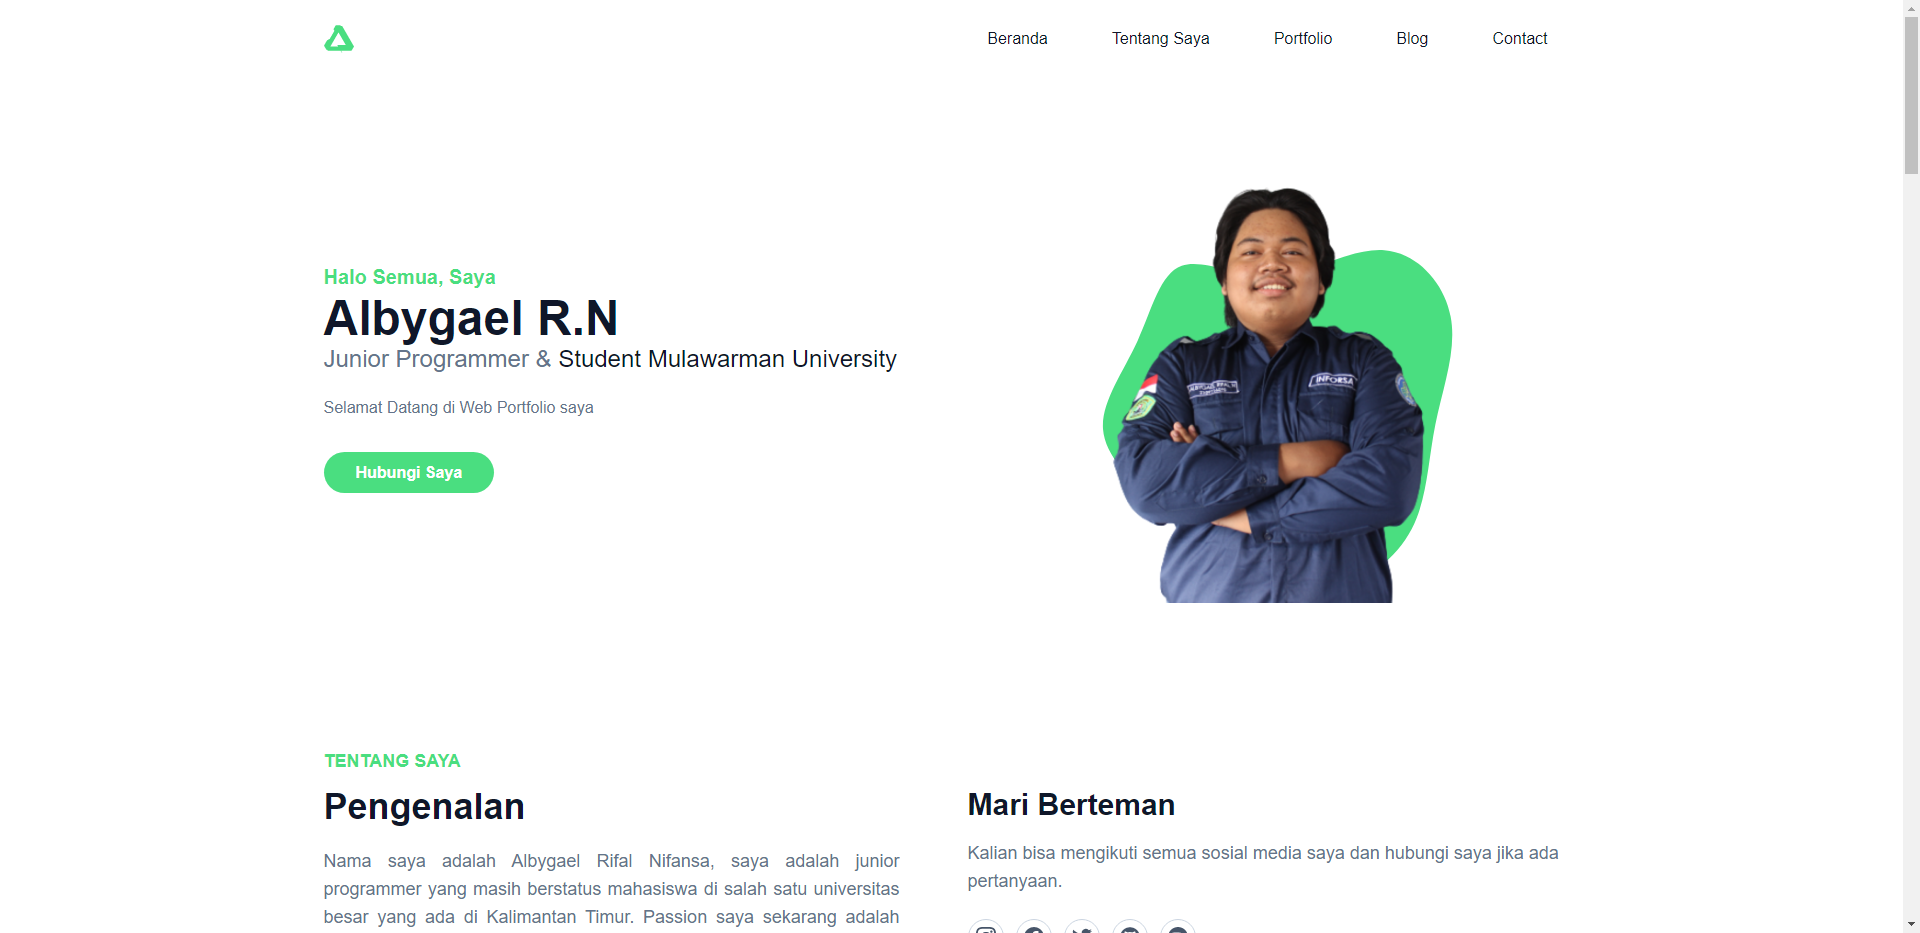 Beranda Tentang Saya Portfolio Blog Contact
Halo Semua, Saya
Albygael R.N
Junior Programmer & Student Mulawarman University
Selamat Datang di Web Portfolio saya
Hubungi Saya
INFORSA
TENTANG SAYA
Pengenalan
Nama saya adalah Albygael Rifal Nifansa, saya adalah junior
programmer yang masih berstatus mahasiswa di salah satu universitas
besar yang ada di Kalimantan Timur. Passion saya sekarang adalah
Mari Berteman
Kalian bisa mengikuti semua sosial media saya dan hubungi saya jika ada
pertanyaan.